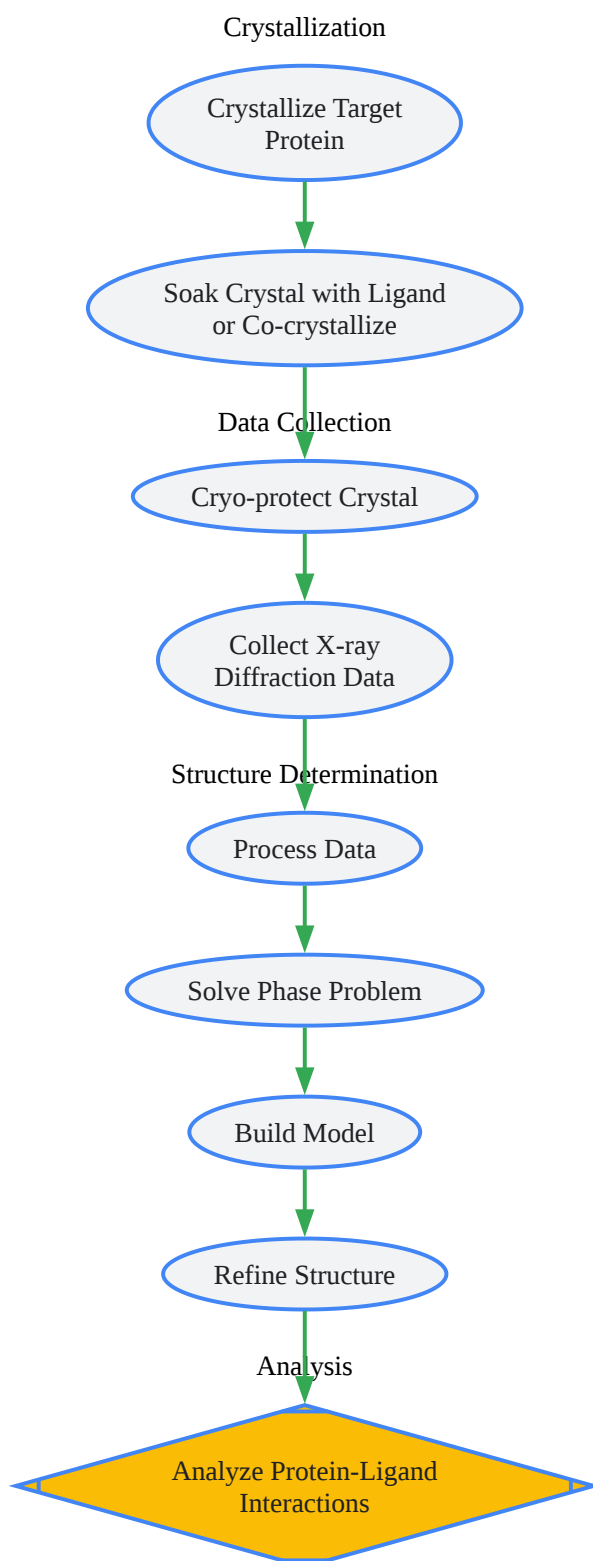 Crystallization
Crystallize Target
Protein
Soak Crystal with Ligand
or Co-crystallize
Data Collection
Cryo-protect Crystal
Collect X-ray
Diffraction Data
Structure Determination
Process Data
Solve Phase Problem
Build Model
Refine Structure
Analysis
Analyze Protein-Ligand
Interactions